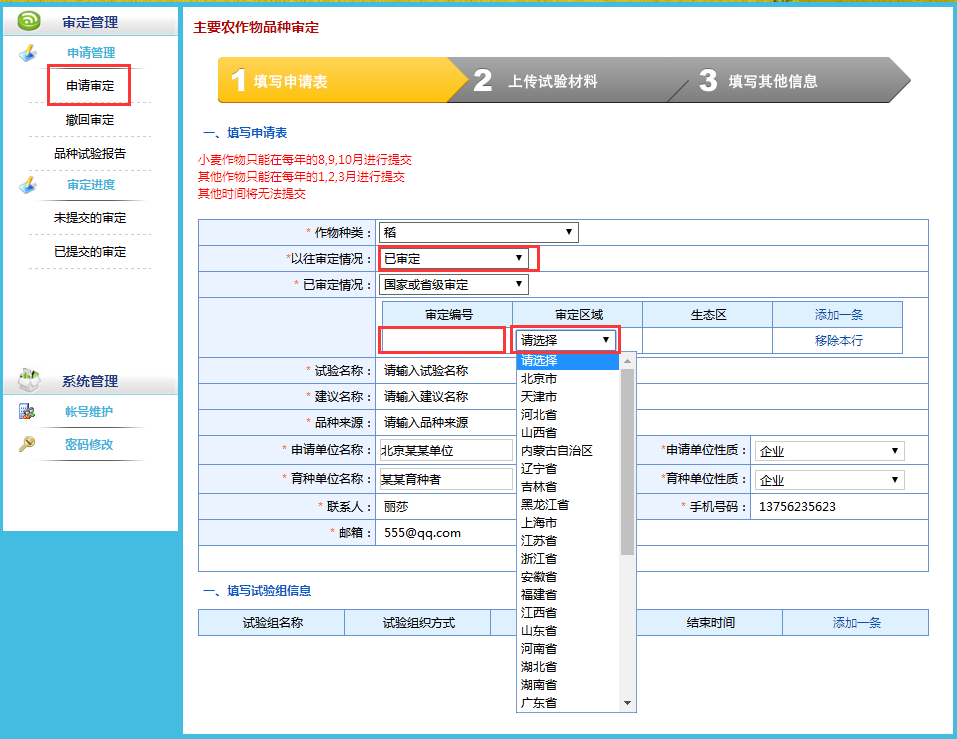 审定管理
申请管理
申请审定
撤回审定
品种试验报告
审定进度
未提交的审定
已提交的审定
系统管理
帐号维护
密码修改
主要农作物品种审定
1 填写申请表 2 上传试验材料 3 填写其他信息
一、填写申请表
小麦作物只能在每年的8,9,10月进行提交
其他作物只能在每年的1,2,3月进行提交
其他时间将无法提交
* 作物种类： 稻
*以往审定情况： 已审定
* 已审定情况： 国家或省级审定
审定编号 审定区域 生态区 添加一条
请选择 移除本行
请选择
北京市
天津市
河北省
山西省
内蒙古自治区
辽宁省
吉林省
黑龙江省
上海市
江苏省
浙江省
安徽省
福建省
江西省
山东省
河南省
湖北省
湖南省
广东省
* 试验名称： 请输入试验名称
* 建议名称： 请输入建议名称
* 品种来源： 请输入品种来源
* 申请单位名称： 北京某某单位 *申请单位性质： 企业
* 育种单位名称： 某某育种者 *育种单位性质： 企业
* 联系人： 丽莎 * 手机号码： 13756235623
* 邮箱： 555@qq.com
一、填写试验组信息
试验组名称 试验组织方式 结束时间 添加一条